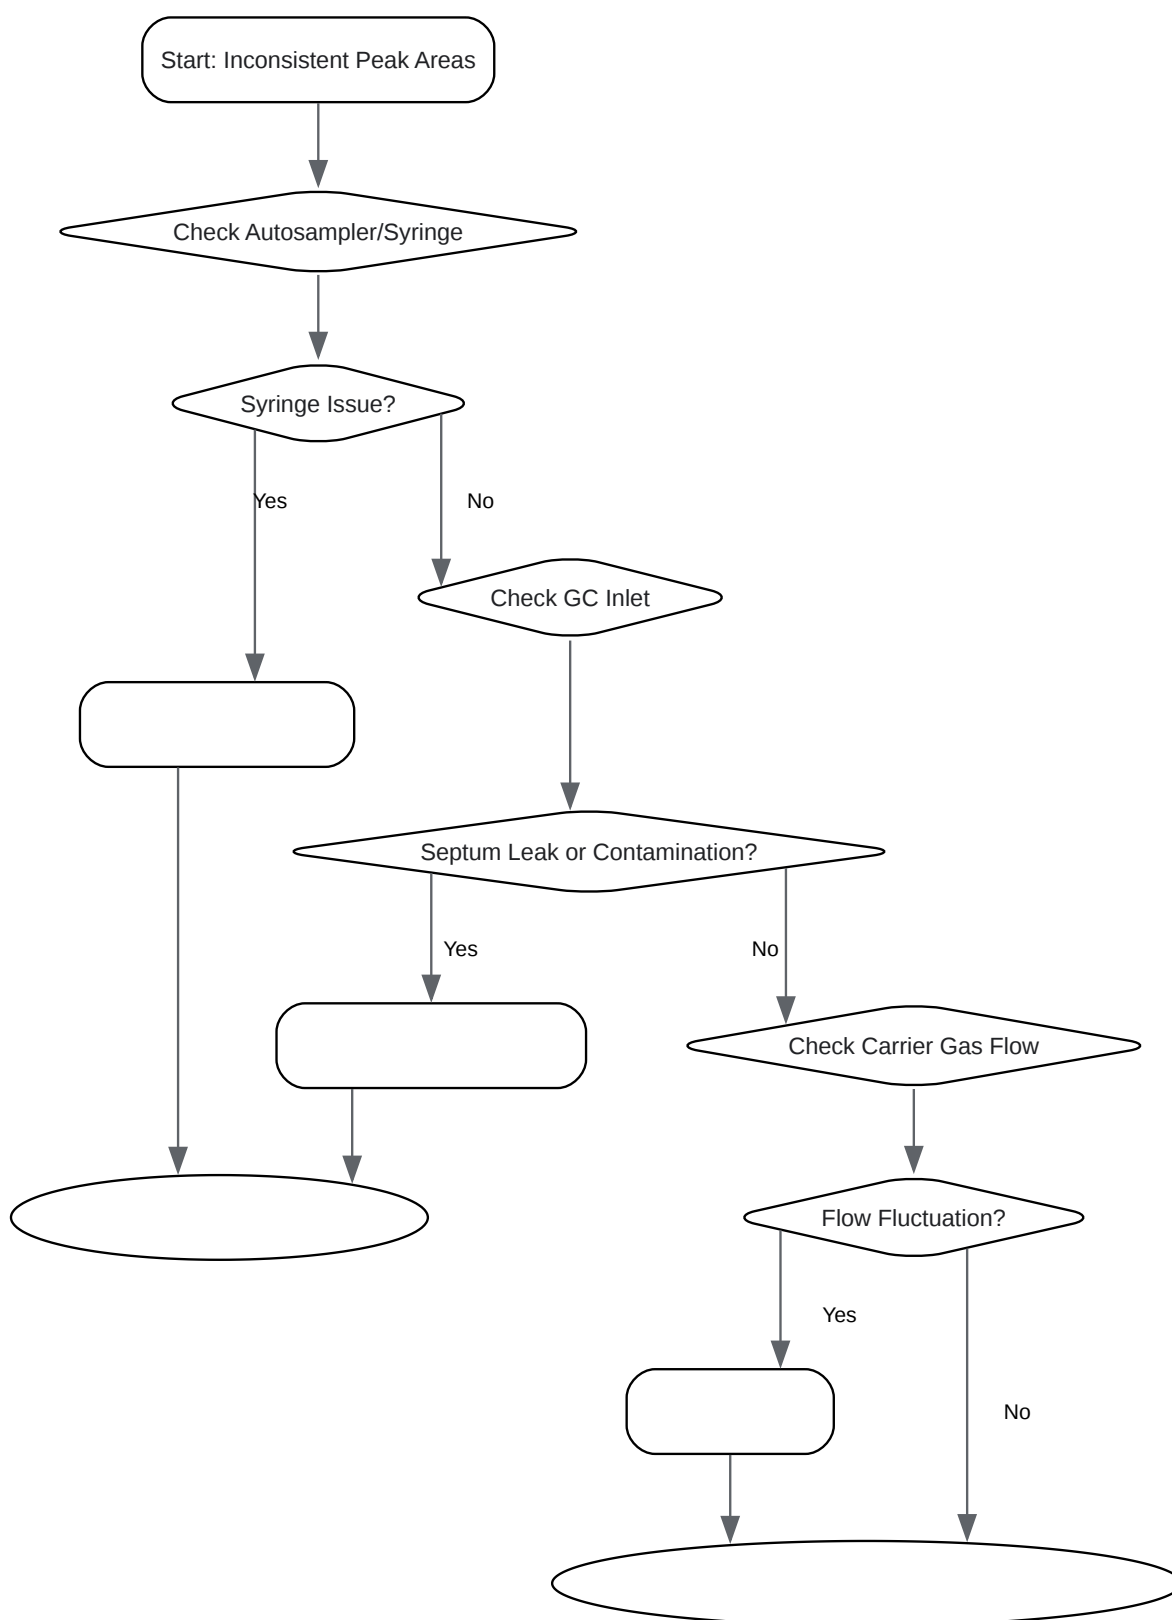 Start: Inconsistent Peak Areas
Check Autosampler/Syringe
Syringe Issue?
Yes
No
Check GC Inlet
Septum Leak or Contamination?
Yes
No
Check Carrier Gas Flow
Flow Fluctuation?
Yes
No